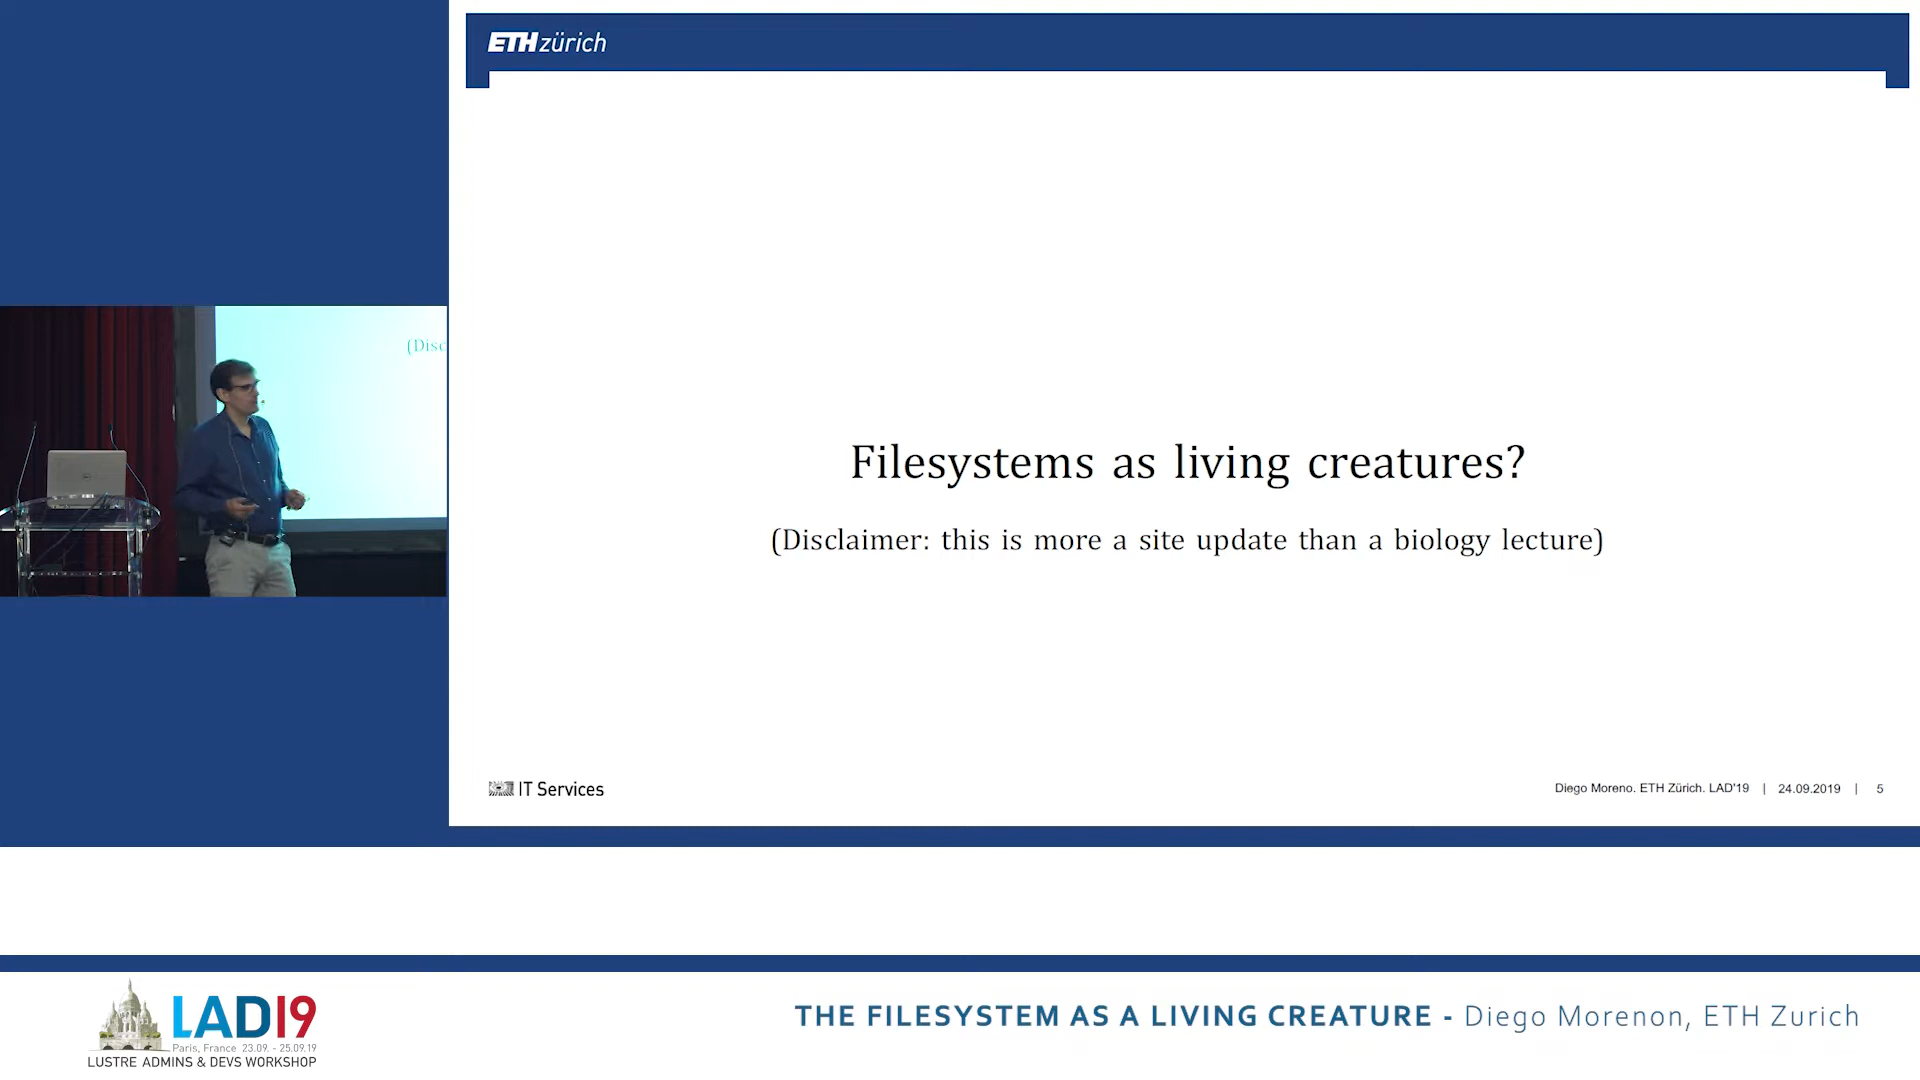 ETH zürich
Filesystems as living creatures?
(Disclaimer: this is more a site update than a biology lecture)
(Disc
IT Services
Diego Moreno. ETH Zürich. LAD'19 | 24.09.2019 | 5
LAD19
Paris, France 23.09. - 25.09.19
LUSTRE ADMINS & DEVS WORKSHOP
THE FILESYSTEM AS A LIVING CREATURE - Diego Morenon, ETH Zurich